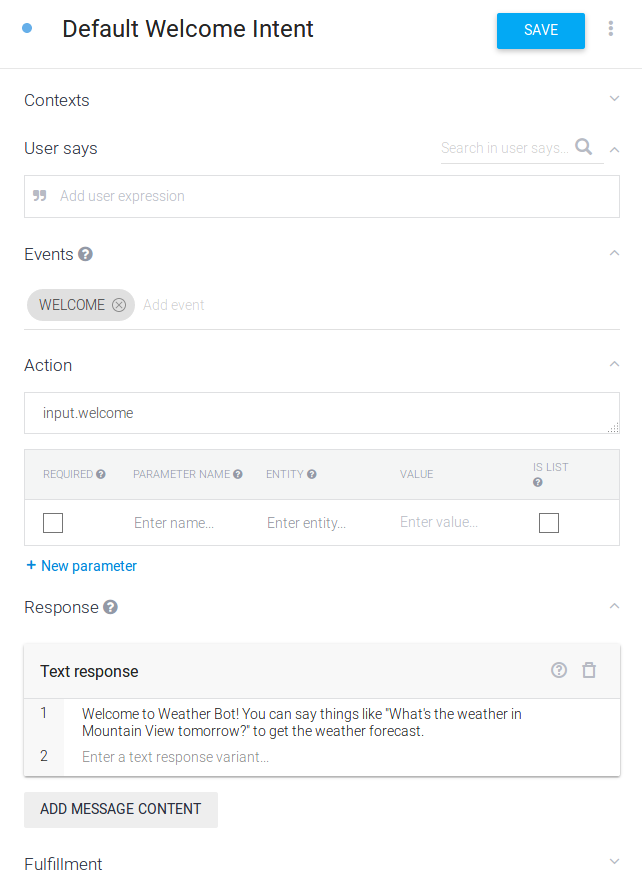 Default Welcome Intent
SAVE
Contexts
User says
Search in user says...
Add user expression
Events
WELCOME
Add event
Action
input.welcome
REQUIRED
PARAMETER NAME
ENTITY
VALUE
IS LIST
Enter name...
Enter entity...
Enter value...
+ New parameter
Response
Text response
1
Welcome to Weather Bot! You can say things like "What's the weather in
Mountain View tomorrow?" to get the weather forecast.
2
Enter a text response variant...
ADD MESSAGE CONTENT
Fulfillment